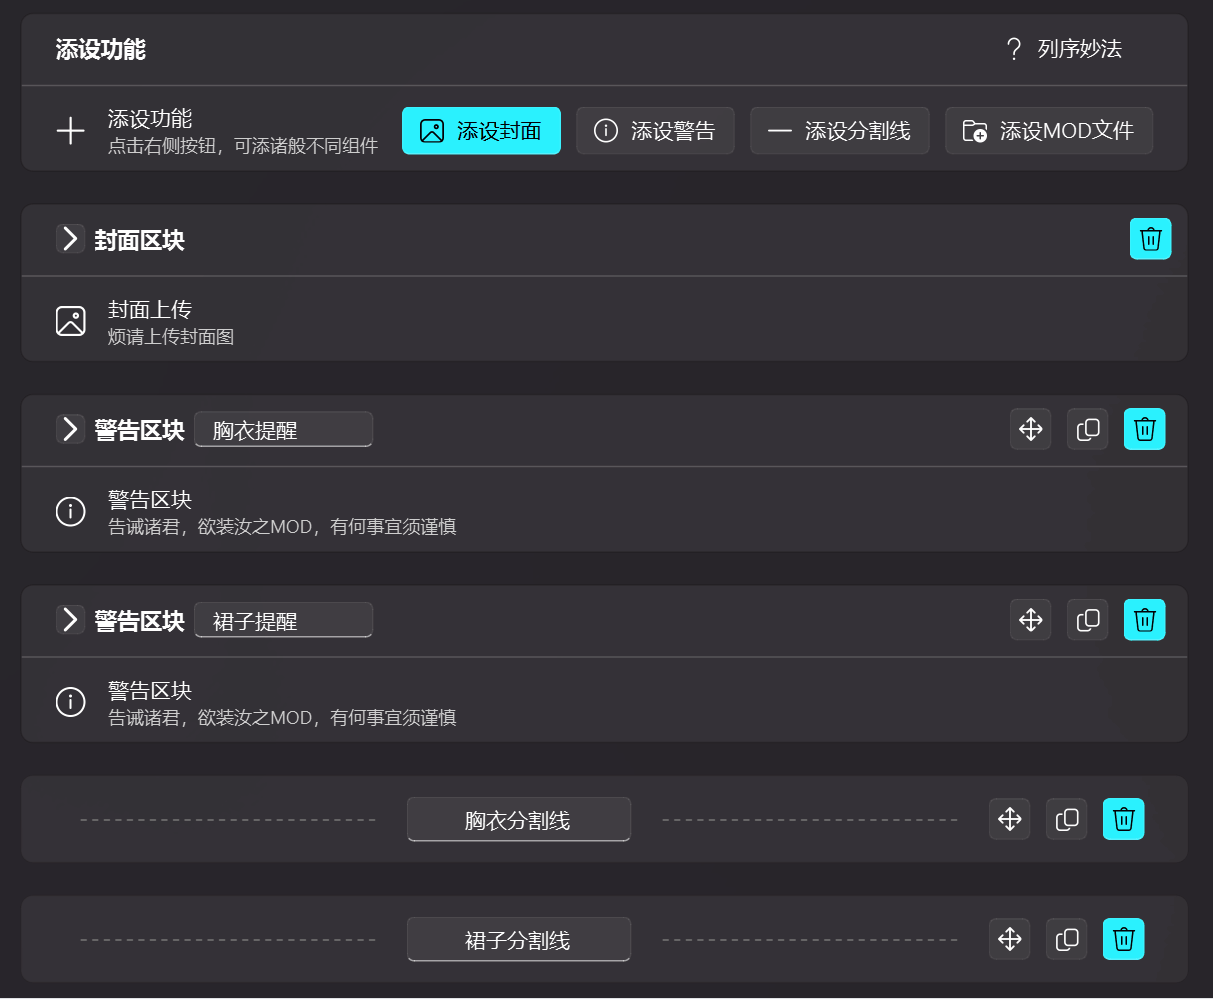 添设功能
? 列序妙法
添设功能
点击右侧按钮，可添诸般不同组件
添设封面
添设警告
添设分割线
添设MOD文件
封面区块
封面上传
烦请上传封面图
警告区块 胸衣提醒
警告区块
告诫诸君，欲装汝之MOD，有何事宜须谨慎
警告区块 裙子提醒
警告区块
告诫诸君，欲装汝之MOD，有何事宜须谨慎
胸衣分割线
裙子分割线